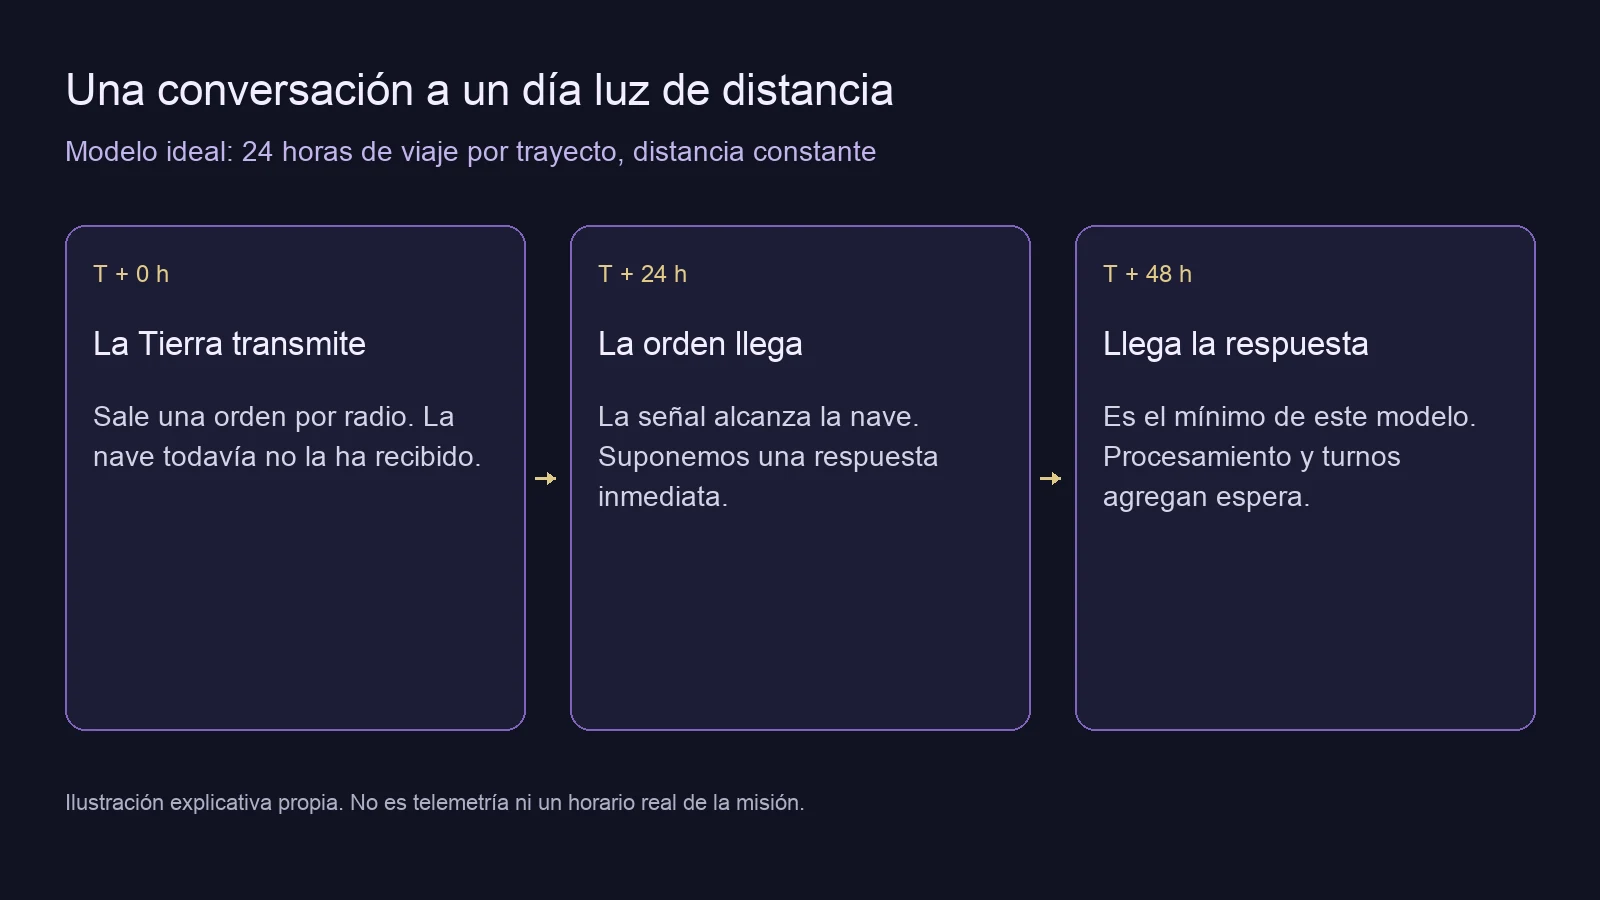 Una conversación a un día luz de distancia
Modelo ideal: 24 horas de viaje por trayecto, distancia constante
T + 0 h
La Tierra transmite
Sale una orden por radio. La
nave todavía no la ha recibido.
T + 24 h
La orden llega
La señal alcanza la nave.
Suponemos una respuesta
inmediata.
T + 48 h
Llega la respuesta
Es el mínimo de este modelo.
Procesamiento y turnos
agregan espera.
Ilustración explicativa propia. No es telemetría ni un horario real de la misión.